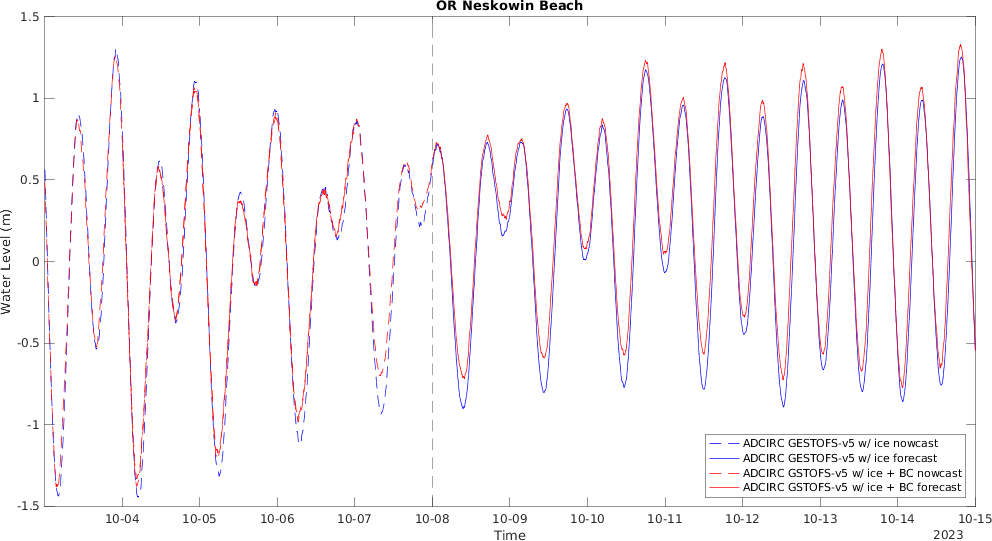 OR Neskowin Beach
1.5
1
0.5
0
-0.5
-1
-1.5
Water Level (m)
10-04 10-05 10-06 10-07 10-08 10-09 10-10 10-11 10-12 10-13 10-14 10-15
Time
2023
ADCIRC GESTOFS-v5 w/ ice nowcast
ADCIRC GESTOFS-v5 w/ ice forecast
ADCIRC GSTOFS-v5 w/ ice + BC nowcast
ADCIRC GSTOFS-v5 w/ ice + BC forecast